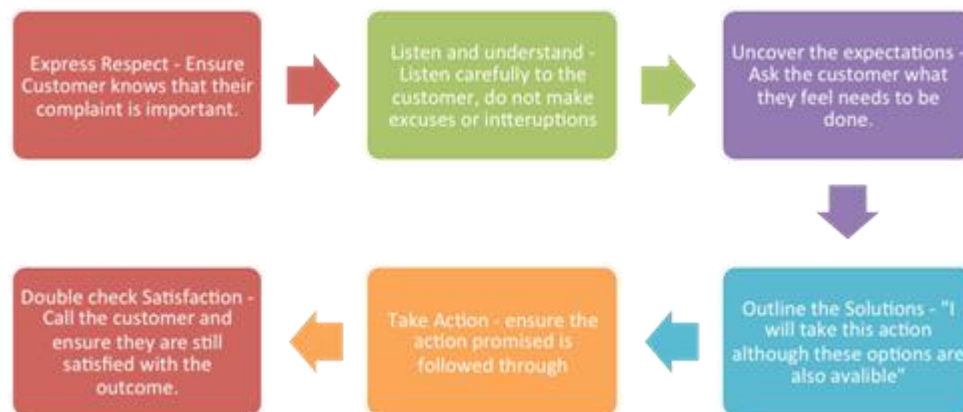 Express Respect - Ensure
Customer knows that their
complaint is important.
Listen and understand -
Listen carefully to the
customer, do not make
excuses or intteruptions
Uncover the expectations -
Ask the customer what
they feel needs to be
done.
Outline the Solutions - "I
will take this action
although these options are
also avalible"
Take Action - ensure the
action promised is
followed through
Double check Satisfaction -
Call the customer and
ensure they are still
satisfied with the
outcome.